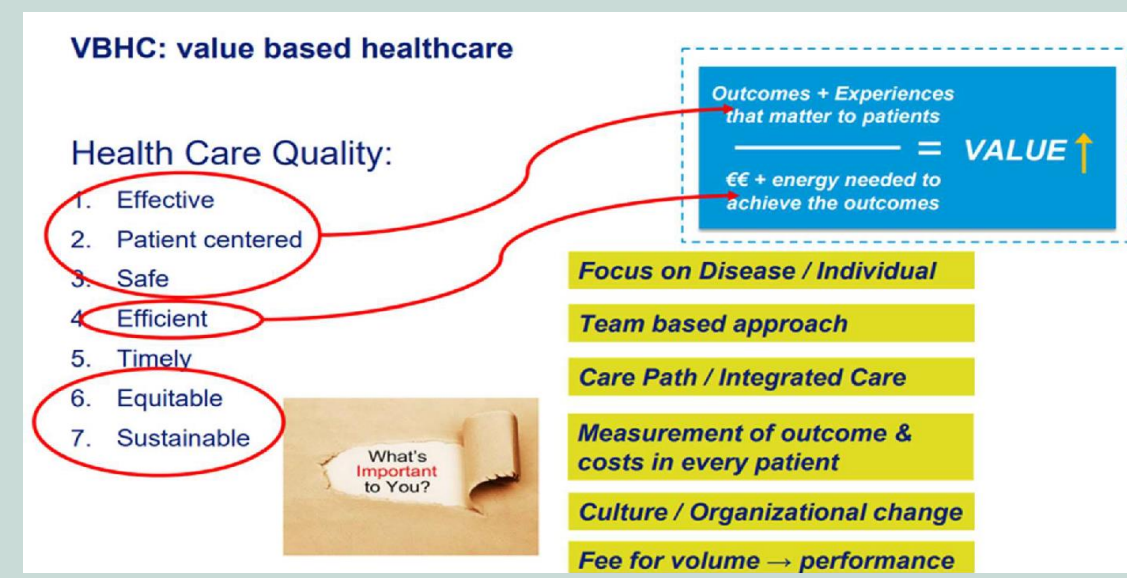 VBHC: value based healthcare
Health Care Quality:
1. Effective
2. Patient centered
3. Safe
4 Efficient
5. Timely
6. Equitable
7. Sustainable
What's
Important
to You?
Outcomes + Experiences
that matter to patients
= VALUE ↑
€€ + energy needed to
achieve the outcomes
Focus on Disease / Individual
Team based approach
Care Path / Integrated Care
Measurement of outcome &
costs in every patient
Culture / Organizational change
Fee for volume → performance